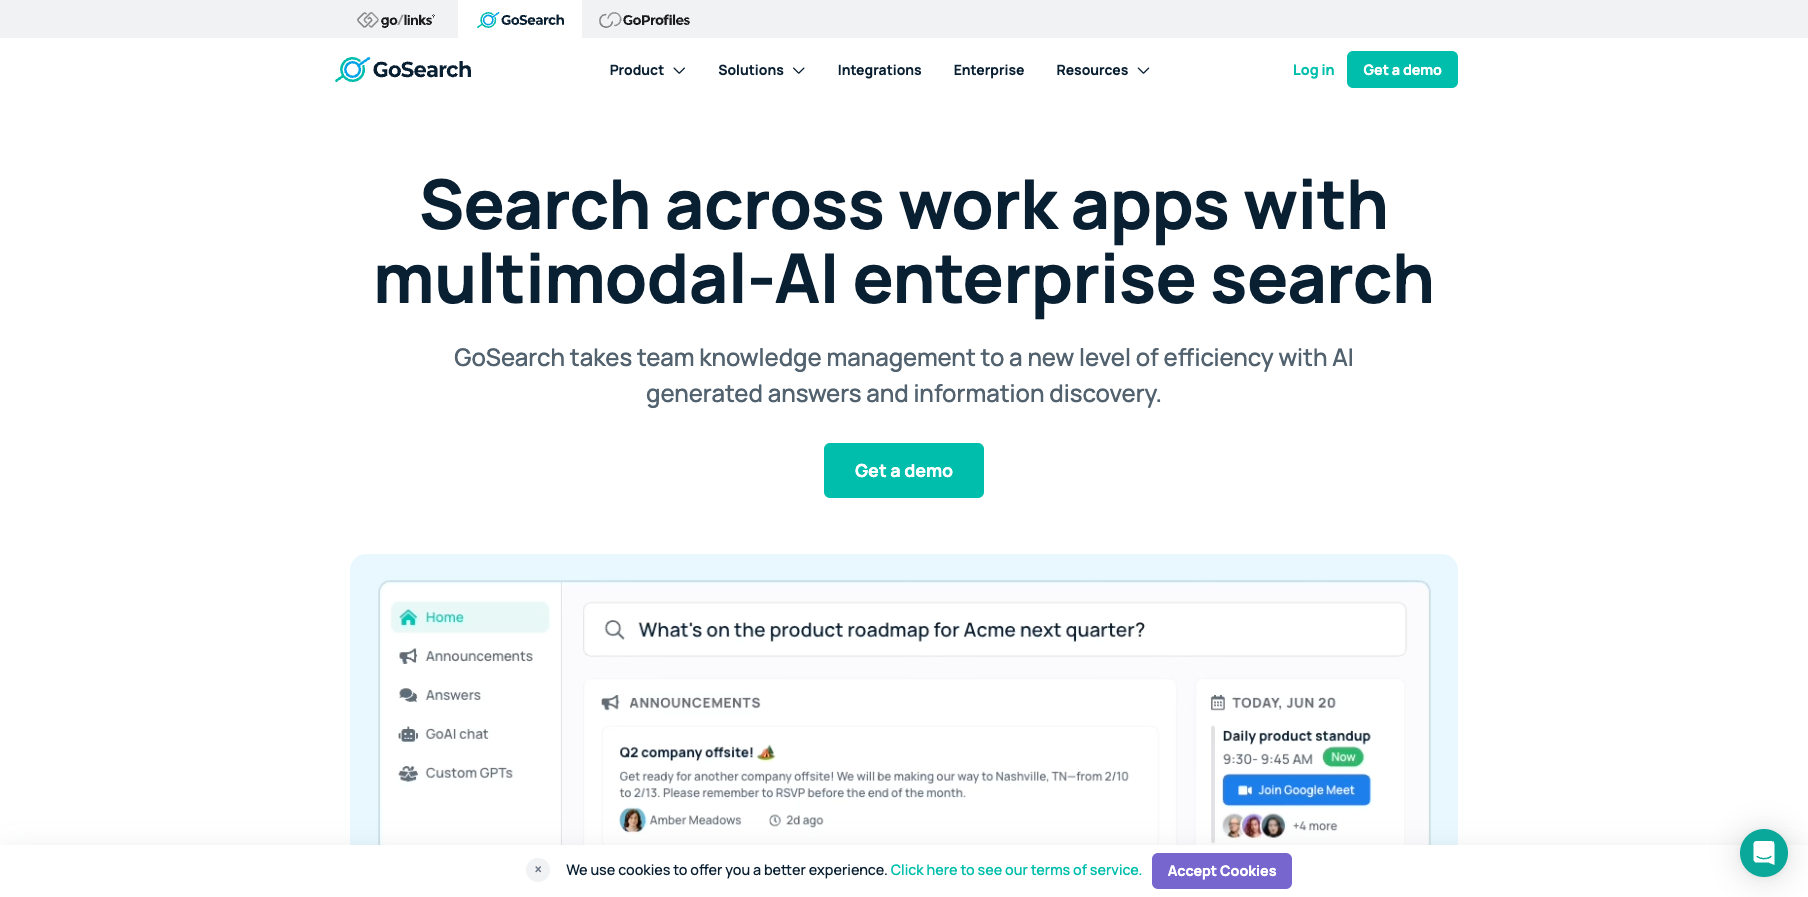 go/links
GoSearch
GoProfiles
GoSearch
Product
Solutions
Integrations
Enterprise
Resources
Log in
Get a demo
Search across work apps with
multimodal-AI enterprise search
GoSearch takes team knowledge management to a new level of efficiency with AI
generated answers and information discovery.
Get a demo
Home
Announcements
Answers
GoAI chat
Custom GPTs
What's on the product roadmap for Acme next quarter?
ANNOUNCEMENTS
Q2 company offsite! 🏕️
Get ready for another company offsite! We will be making our way to Nashville, TN—from 2/10
to 2/13. Please remember to RSVP before the end of the month.
Amber Meadows
2d ago
TODAY, JUN 20
Daily product standup
9:30- 9:45 AM Now
Join Google Meet
+4 more
We use cookies to offer you a better experience. Click here to see our terms of service.
Accept Cookies